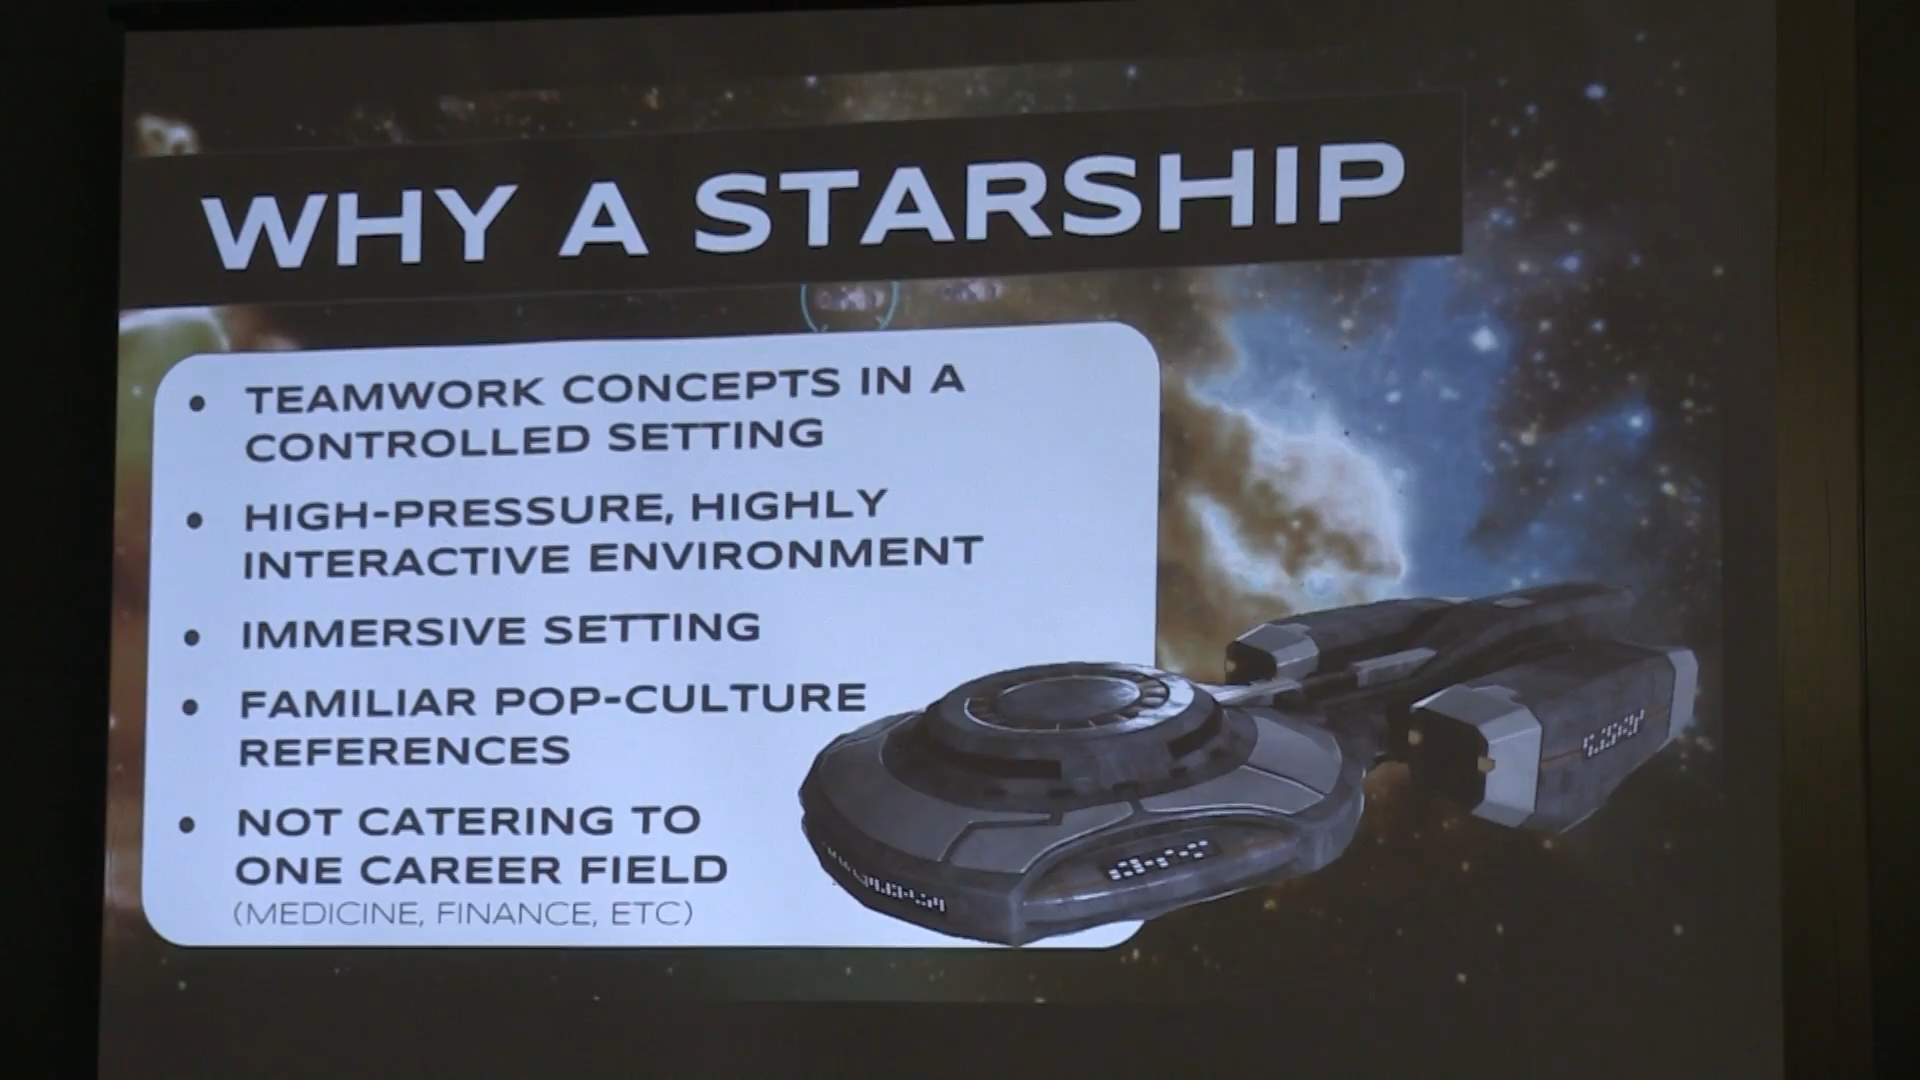 WHY A STARSHIP
TEAMWORK CONCEPTS IN A
CONTROLLED SETTING
HIGH-PRESSURE, HIGHLY
INTERACTIVE ENVIRONMENT
IMMERSIVE SETTING
FAMILIAR POP-CULTURE
REFERENCES
NOT CATERING TO
ONE CAREER FIELD
(MEDICINE, FINANCE, ETC)